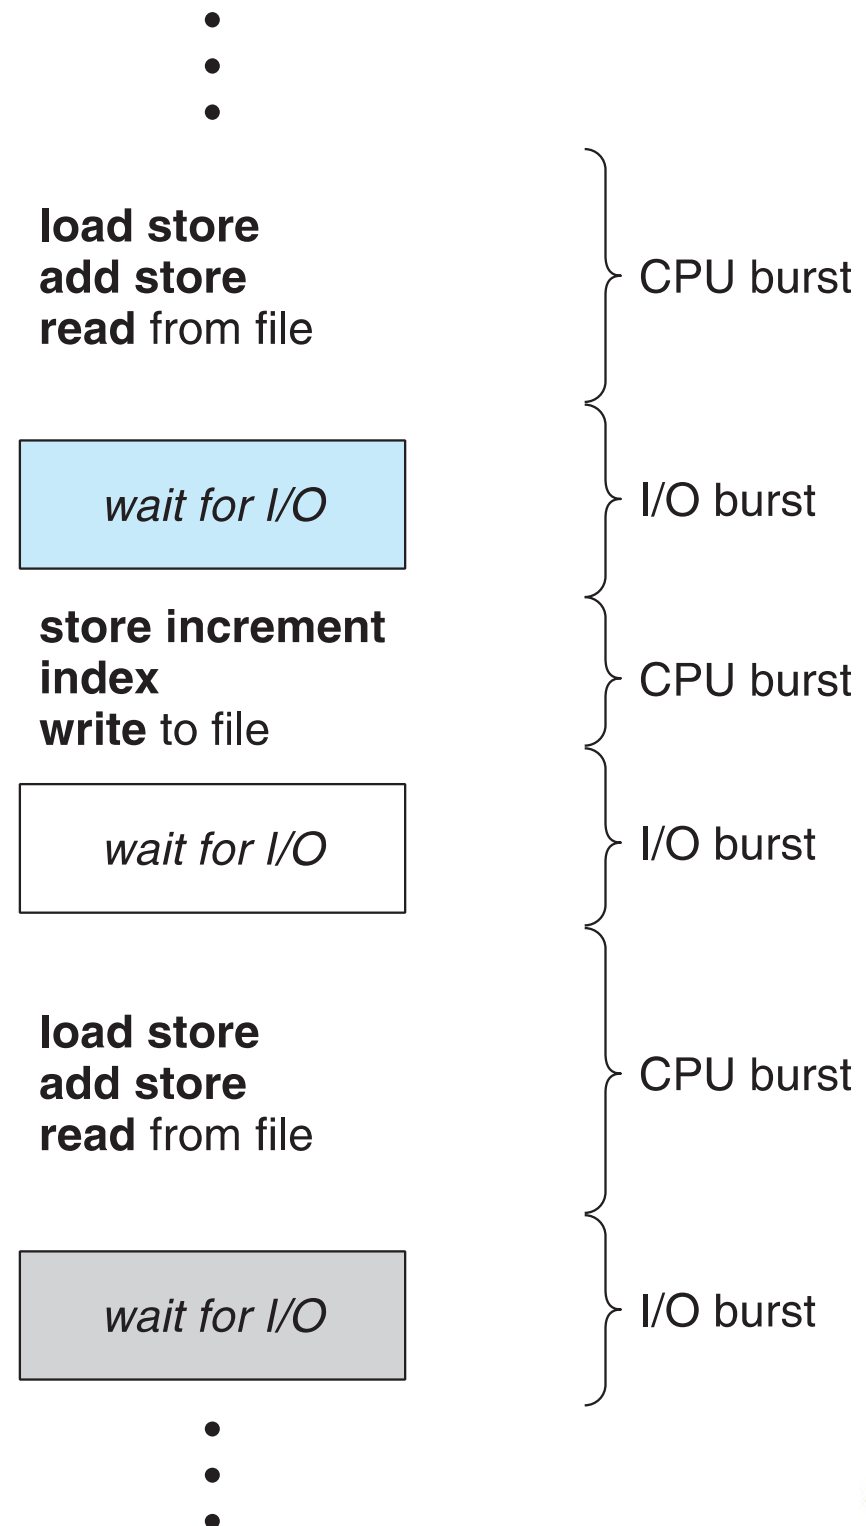 load store
add store
read from file
CPU burst
wait for I/O
I/O burst
store increment
index
write to file
CPU burst
wait for I/O
I/O burst
load store
add store
read from file
CPU burst
wait for I/O
I/O burst